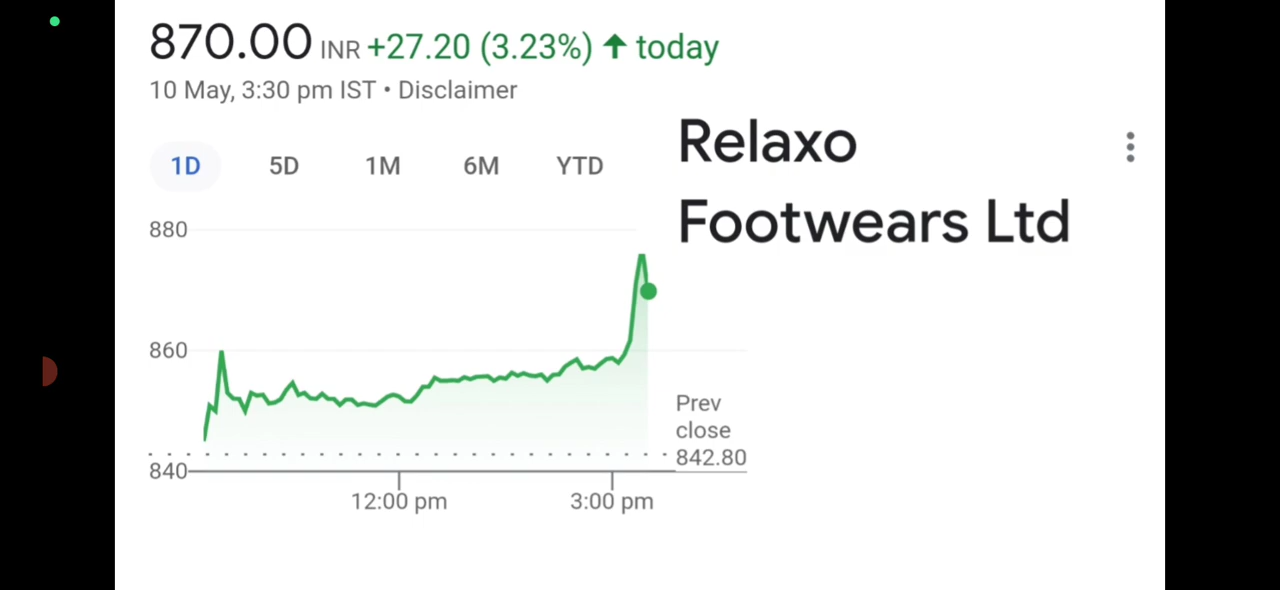 870.00 INR +27.20 (3.23%) ↑ today
10 May, 3:30 pm IST • Disclaimer
Relaxo
Footwears Ltd
1D 5D 1M 6M YTD
880
860
840
Prev
close
842.80
12:00 pm 3:00 pm